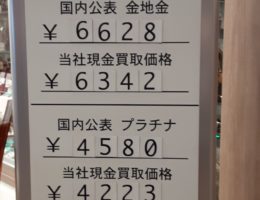 国内公表 金地金
¥ 6628
当社現金買取価格
¥ 6342
国内公表 プラチナ
¥ 4580
当社現金買取価格
¥ 4223